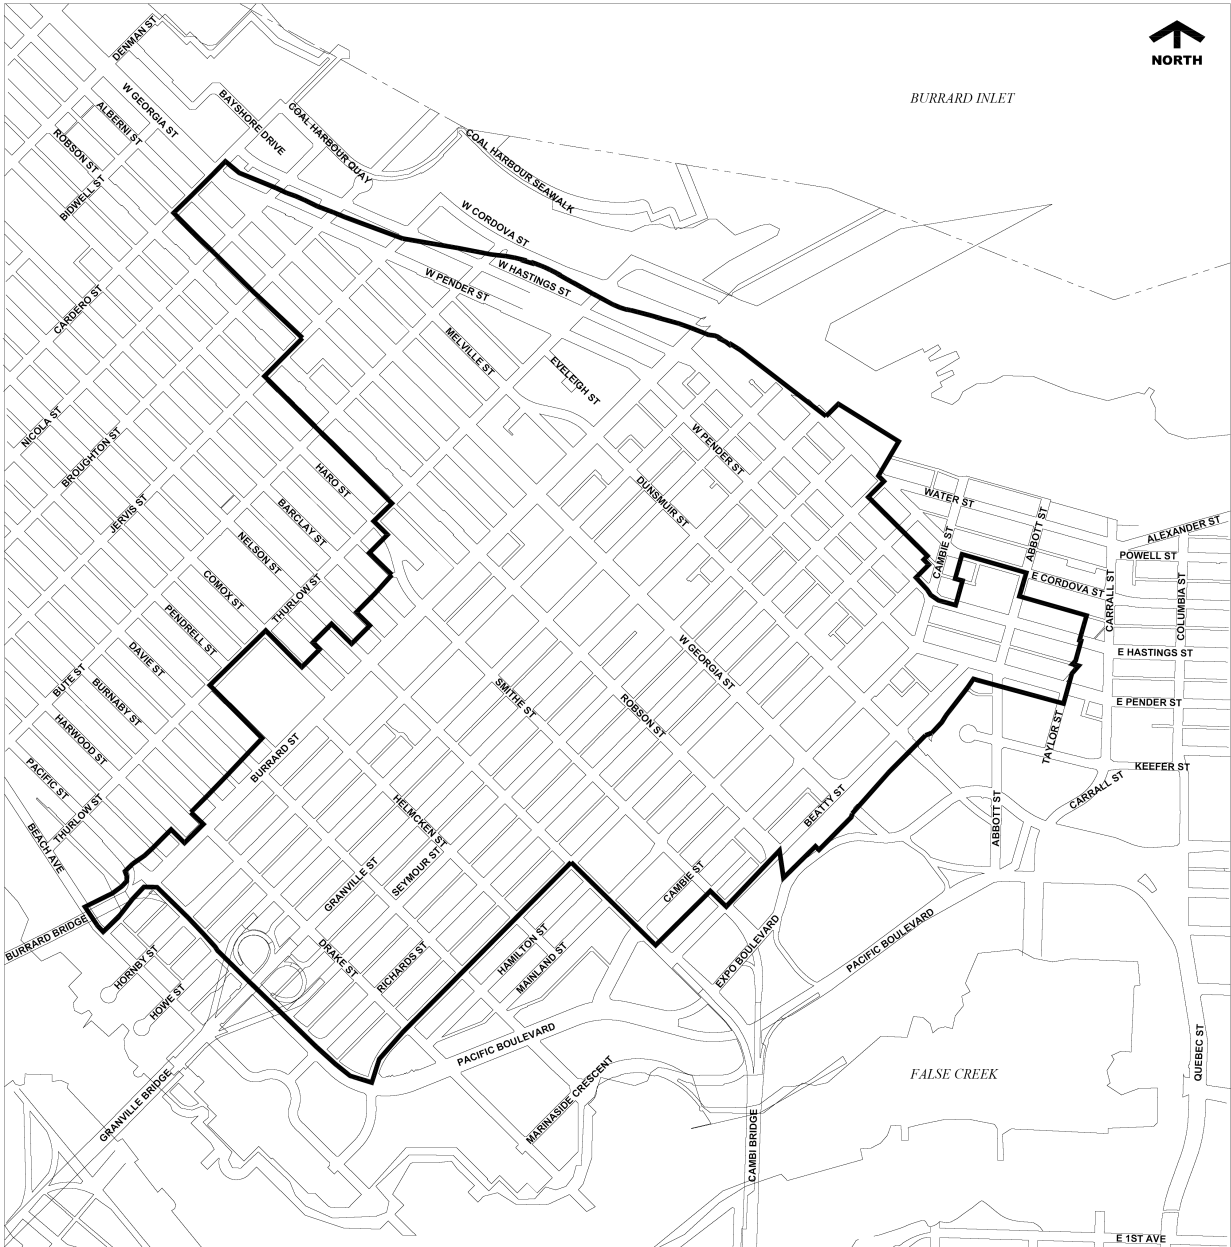 NORTH
BURRARD INLET
DENMAN ST
W GEORGIA ST
ALBERNI ST
ROBSON ST
BIDWELL ST
BAYSHORE DRIVE
COAL HARBOUR QUAY
COAL HARBOUR SEAWALK
W CORDOVA ST
W HASTINGS ST
W PENDER ST
CARDERO ST
MELVILLE ST
EVELEIGH ST
NICOLA ST
BROUGHTON ST
JERVIS ST
HARO ST
BARCLAY ST
NELSON ST
COMOX ST
THURLOW ST
PENDRELL ST
W PENDER ST
DUNSMUIR ST
WATER ST
CAMBIE ST
ABBOTT ST
ALEXANDER ST
POWELL ST
E CORDOVA ST
CARRALL ST
COLUMBIA ST
E HASTINGS ST
E PENDER ST
TAYLOR ST
KEEFER ST
CARRALL ST
ABBOTT ST
DAVIE ST
BUTE ST
BURNABY ST
HARWOOD ST
PACIFIC ST
THURLOW ST
BEACH AVE
BURRARD ST
SMITHE ST
ROBSON ST
W GEORGIA ST
BEATTY ST
HELMCKEN ST
SEYMOUR ST
GRANVILLE ST
CAMBIE ST
BURRARD BRIDGE
HORNBY ST
HOWE ST
DRAKE ST
RICHARDS ST
HAMILTON ST
MAINLAND ST
EXPO BOULEVARD
PACIFIC BOULEVARD
PACIFIC BOULEVARD
MARINASIDE CRESCENT
GRANVILLE BRIDGE
CAMBI BRIDGE
FALSE CREEK
QUEBEC ST
E 1ST AVE